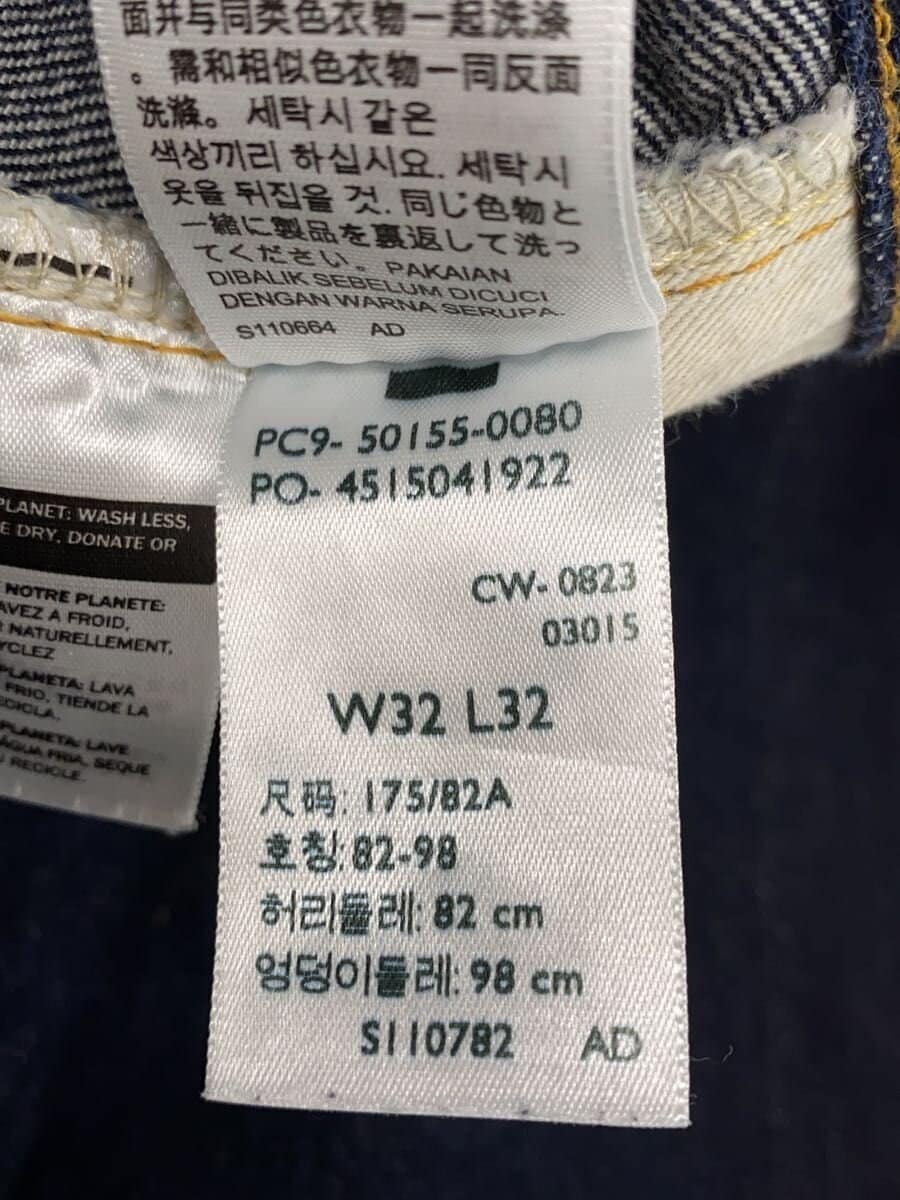 面并与同类色衣物一起洗涤
。需和相似色衣物一同反面
洗滌。세탁시 같은
색상끼리 하십시요. 세탁시
옷을 뒤집을 것. 同じ色物と
一緒に製品を裏返して洗っ
てください。PAKAIAN
DIBALIK SEBELUM DICUCI
DENGAN WARNA SERUPA.
S110664 AD
PC9- 50155-0080
PO- 4515041922
CW- 0823
03015
W32 L32
尺码: 175/82A
호칭: 82-98
허리둘레: 82 cm
엉덩이둘레: 98 cm
S110782 AD
PLANET: WASH LESS,
E DRY. DONATE OR
NOTRE PLANETE:
AVEZ A FROID,
NATURELLEMENT,
YCLEZ
PLANETA: LAVA
FRIO, TIENDE LA
CICLA.
PLANETA: LAVE
AGUA FRIA, SEQUE
RECICLE.